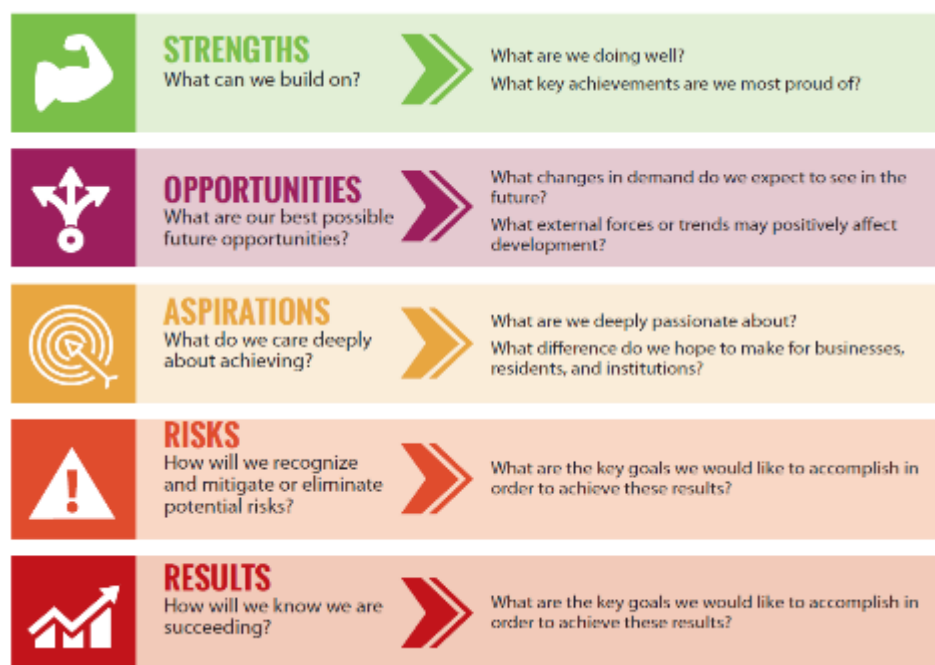 STRENGTHS
What can we build on?
What are we doing well?
What key achievements are we most proud of?
OPPORTUNITIES
What are our best possible
future opportunities?
What changes in demand do we expect to see in the
future?
What external forces or trends may positively affect
development?
ASPIRATIONS
What do we care deeply
about achieving?
What are we deeply passionate about?
What difference do we hope to make for businesses,
residents, and institutions?
RISKS
How will we recognize
and mitigate or eliminate
potential risks?
What are the key goals we would like to accomplish in
order to achieve these results?
RESULTS
How will we know we are
succeeding?
What are the key goals we would like to accomplish in
order to achieve these results?